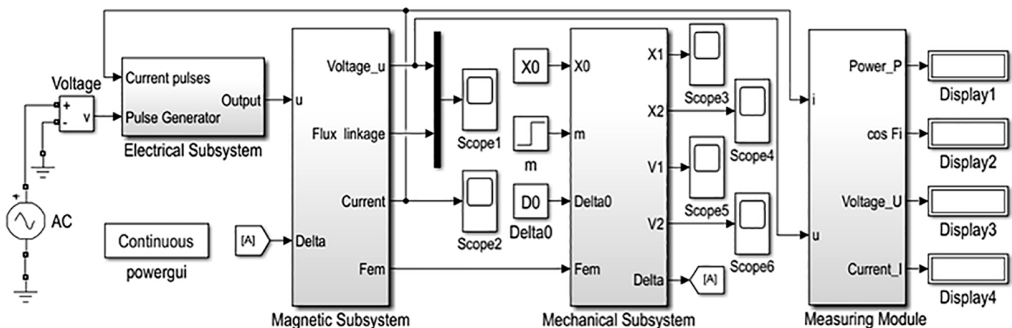 Voltage
+
-
v
Current pulses
Pulse Generator
Output
Electrical Subsystem
+
AC
Continuous
powergui
[A]
u
Delta
Voltage_u
Flux linkage
Current
Fem
Magnetic Subsystem
Scope1
Scope2
X0
m
D0
Delta0
X0
m
Delta0
Fem
X1
X2
V1
V2
Delta
Mechanical Subsystem
Scope3
Scope4
Scope5
Scope6
[A]
i
u
Power_P
cos Fi
Voltage_U
Current_I
Measuring Module
Display1
Display2
Display3
Display4